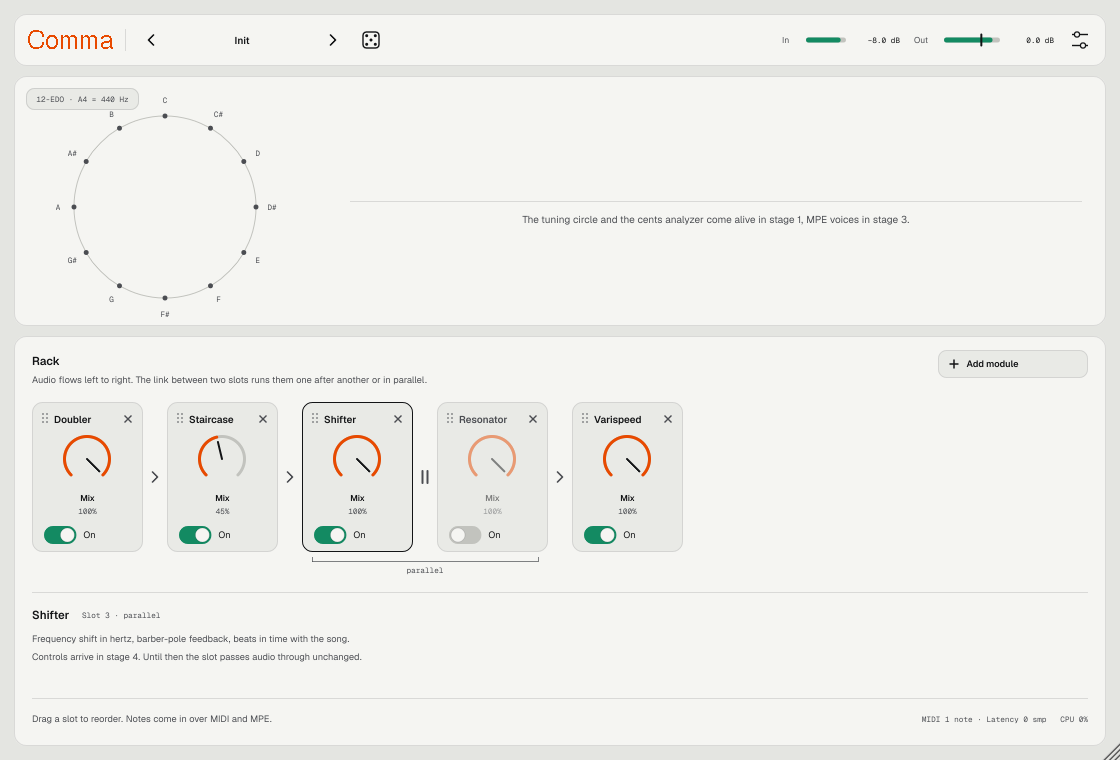 Comma
Init
In
-8.0 dB
Out
0.0 dB
12-EDO · A4 = 440 Hz
C
C#
D
D#
E
F
F#
G
G#
A
A#
B
The tuning circle and the cents analyzer come alive in stage 1, MPE voices in stage 3.
Rack
Audio flows left to right. The link between two slots runs them one after another or in parallel.
Add module
Doubler
Mix
100%
On
Staircase
Mix
45%
On
Shifter
Mix
100%
On
Resonator
Mix
100%
On
Varispeed
Mix
100%
On
parallel
Shifter
Slot 3 · parallel
Frequency shift in hertz, barber-pole feedback, beats in time with the song.
Controls arrive in stage 4. Until then the slot passes audio through unchanged.
Drag a slot to reorder. Notes come in over MIDI and MPE.
MIDI 1 note · Latency 0 smp
CPU 0%